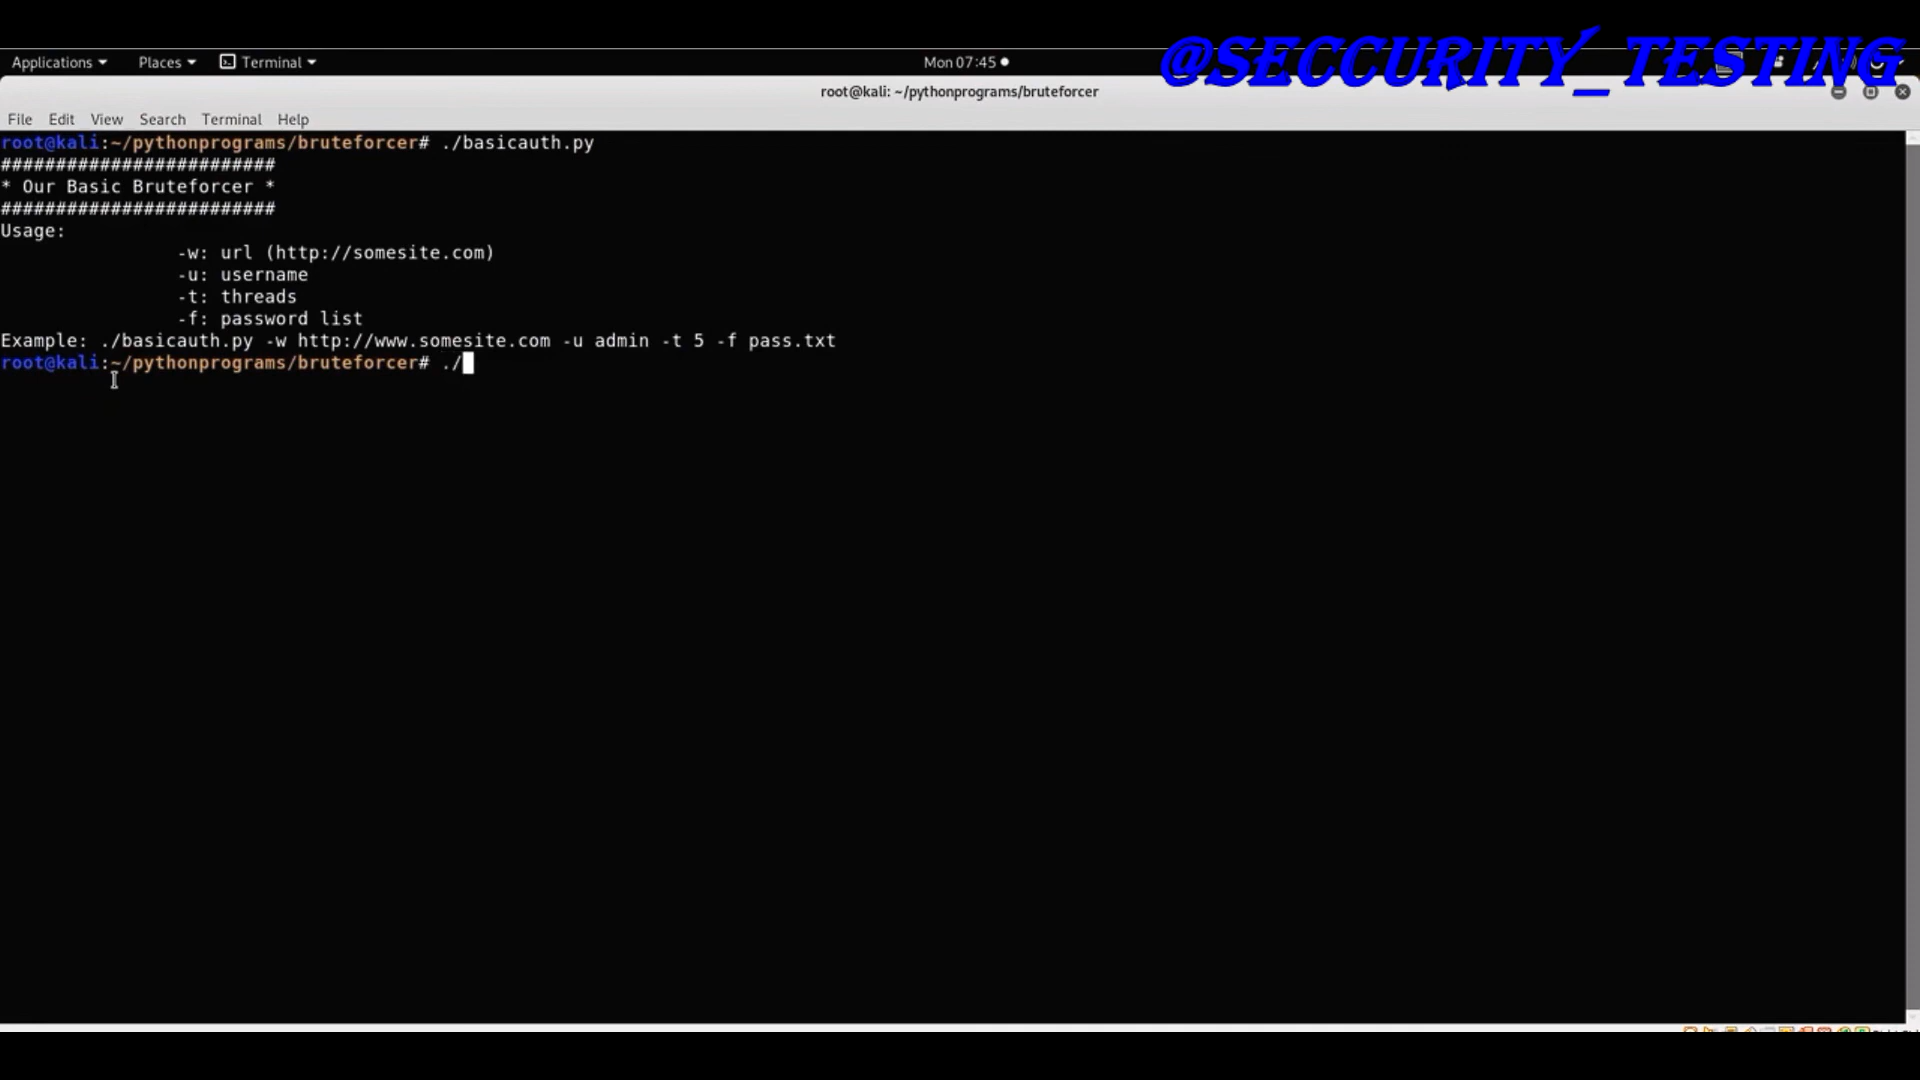 @SECCURITY_TESTING
Applications Places Terminal Mon 07:45
root@kali: ~/pythonprograms/bruteforcer
File Edit View Search Terminal Help
root@kali:~/pythonprograms/bruteforcer# ./basicauth.py
#########################
* Our Basic Bruteforcer *
#########################
Usage:
-w: url (http://somesite.com)
-u: username
-t: threads
-f: password list
Example: ./basicauth.py -w http://www.somesite.com -u admin -t 5 -f pass.txt
root@kali:~/pythonprograms/bruteforcer# ./